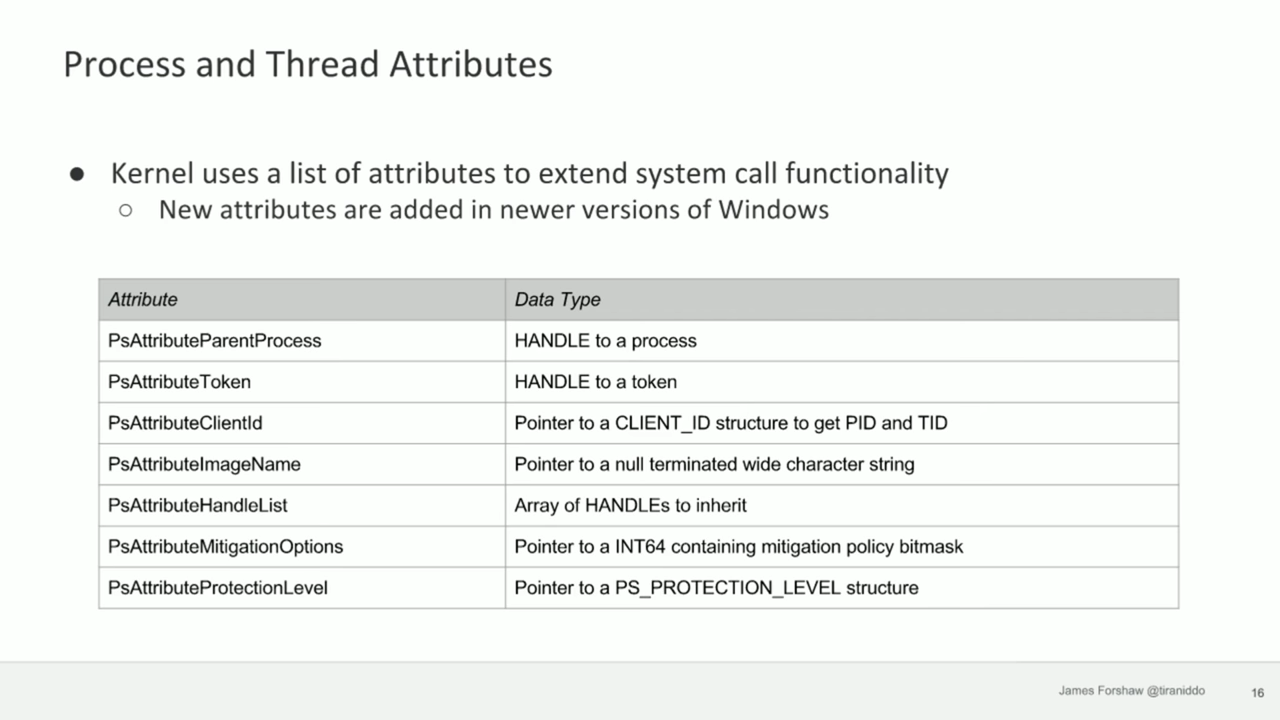 Process and Thread Attributes
● Kernel uses a list of attributes to extend system call functionality
○ New attributes are added in newer versions of Windows
Attribute Data Type
PsAttributeParentProcess HANDLE to a process
PsAttributeToken HANDLE to a token
PsAttributeClientId Pointer to a CLIENT_ID structure to get PID and TID
PsAttributeImageName Pointer to a null terminated wide character string
PsAttributeHandleList Array of HANDLEs to inherit
PsAttributeMitigationOptions Pointer to a INT64 containing mitigation policy bitmask
PsAttributeProtectionLevel Pointer to a PS_PROTECTION_LEVEL structure
James Forshaw @tiraniddo 16